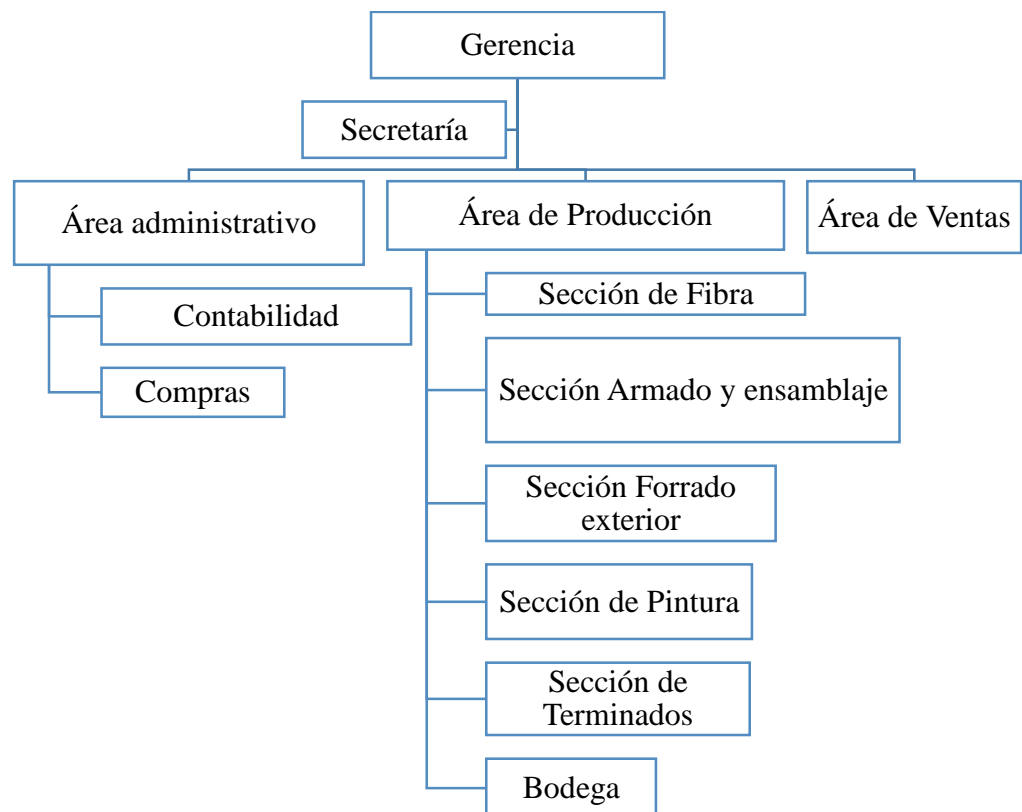 Gerencia
Secretaría
Área administrativo
Área de Producción
Área de Ventas
Contabilidad
Compras
Sección de Fibra
Sección Armado y ensamblaje
Sección Forrado
exterior
Sección de Pintura
Sección de
Terminados
Bodega